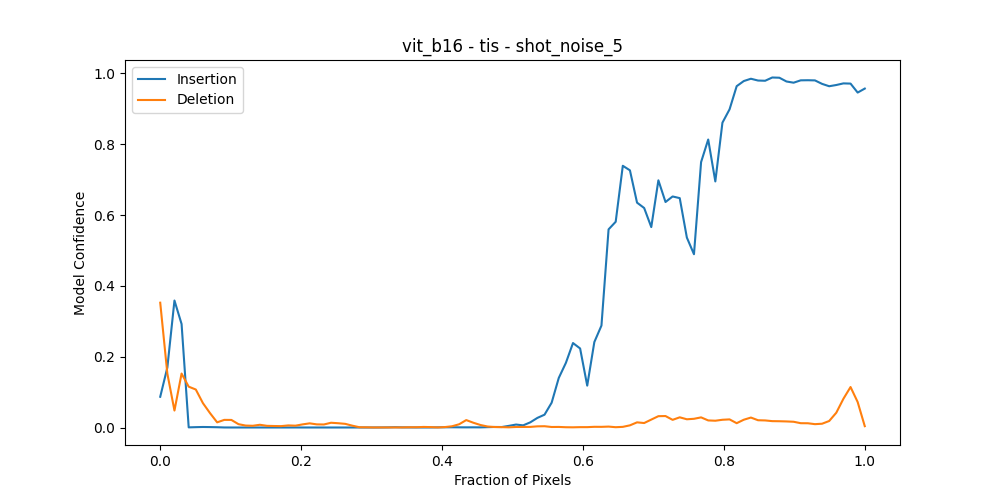 vit_b16 - tis - shot_noise_5
Insertion
Deletion
1.0
0.8
0.6
0.4
0.2
0.0
Model Confidence
0.0 0.2 0.4 0.6 0.8 1.0
Fraction of Pixels